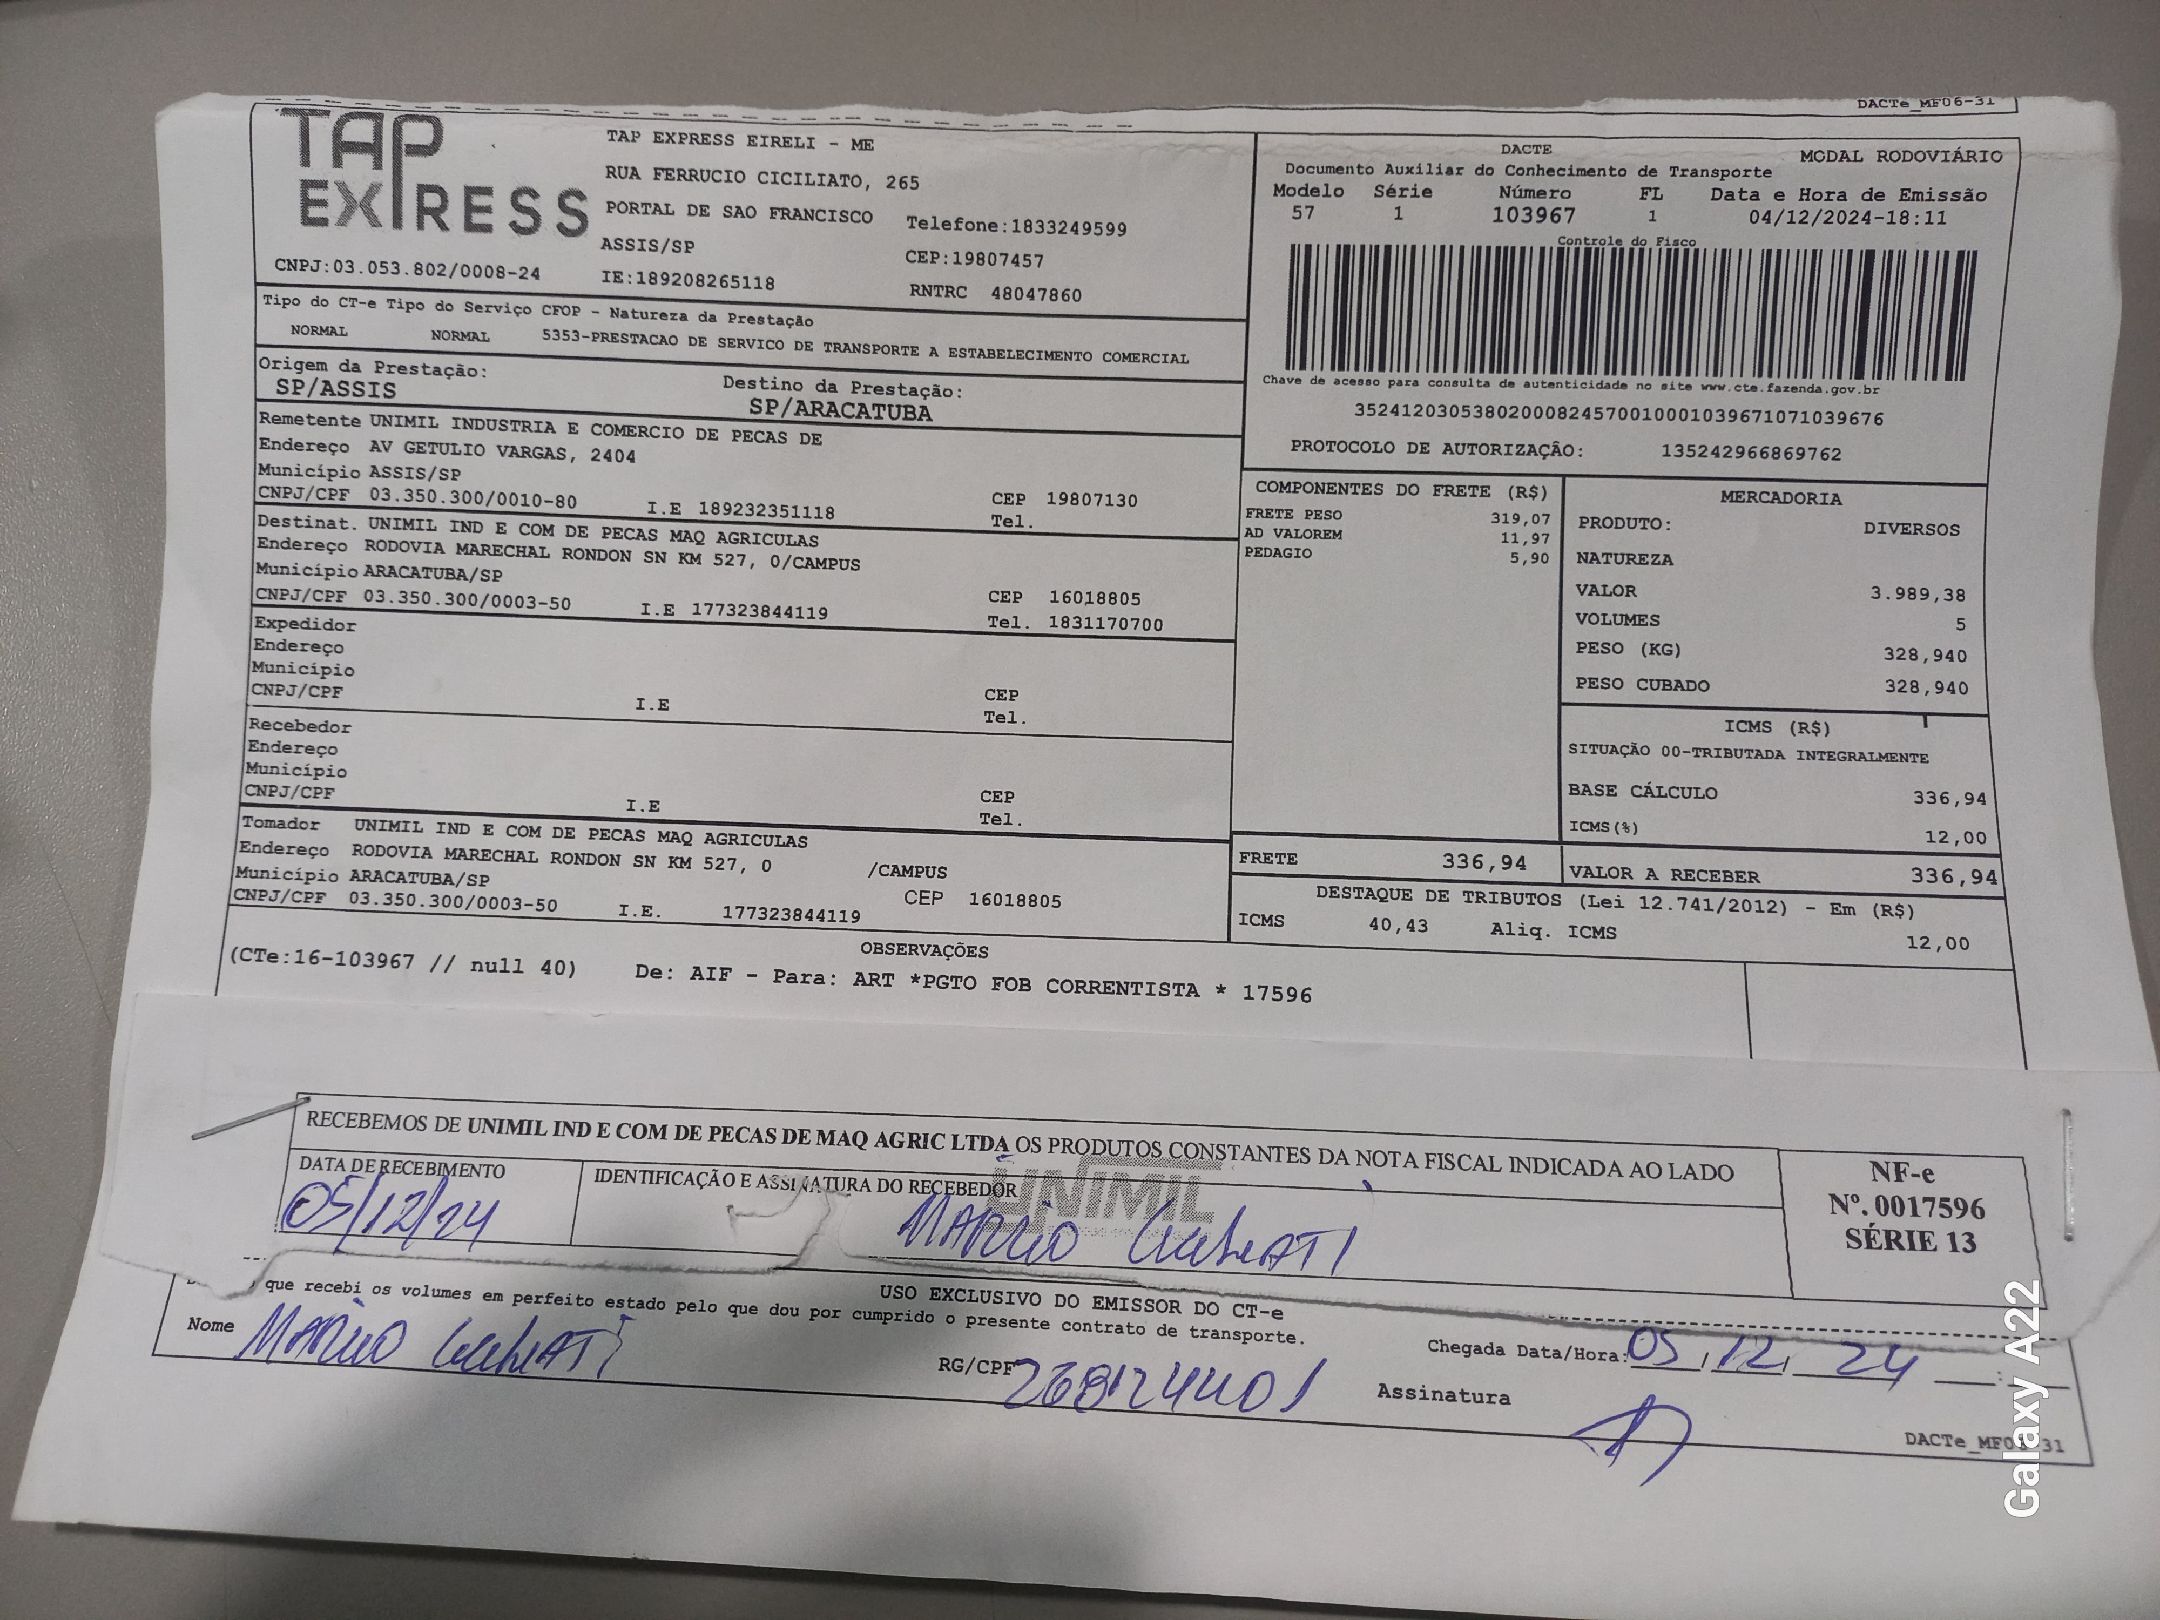 DACTe_MF06-31
TAP EXPRESS
TAP EXPRESS EIRELI - ME
RUA FERRUCIO CICILIATO, 265
PORTAL DE SAO FRANCISCO Telefone:1833249599
ASSIS/SP CEP:19807457
CNPJ:03.053.802/0008-24 IE:189208265118 RNTRC 48047860
DACTE MODAL RODOVIÁRIO
Documento Auxiliar do Conhecimento de Transporte
Modelo Série Número FL Data e Hora de Emissão
57 1 103967 1 04/12/2024-18:11
Controle do Fisco
Chave de acesso para consulta de autenticidade no site www.cte.fazenda.gov.br
35241203053802000824570010001039671071039676
PROTOCOLO DE AUTORIZAÇÂO: 135242966869762
Tipo do CT-e Tipo do Serviço CFOP - Natureza da Prestação
NORMAL NORMAL 5353-PRESTACAO DE SERVICO DE TRANSPORTE A ESTABELECIMENTO COMERCIAL
Origem da Prestação: Destino da Prestação:
SP/ASSIS SP/ARACATUBA
Remetente UNIMIL INDUSTRIA E COMERCIO DE PECAS DE
Endereço AV GETULIO VARGAS, 2404
Município ASSIS/SP CEP 19807130
CNPJ/CPF 03.350.300/0010-80 I.E 189232351118 Tel.
Destinat. UNIMIL IND E COM DE PECAS MAQ AGRICULAS
Endereço RODOVIA MARECHAL RONDON SN KM 527, 0/CAMPUS
Município ARACATUBA/SP CEP 16018805
CNPJ/CPF 03.350.300/0003-50 I.E 177323844119 Tel. 1831170700
Expedidor
Endereço
Município CEP
CNPJ/CPF I.E Tel.
Recebedor
Endereço
Município CEP
CNPJ/CPF I.E Tel.
Tomador UNIMIL IND E COM DE PECAS MAQ AGRICULAS
Endereço RODOVIA MARECHAL RONDON SN KM 527, 0 /CAMPUS
Município ARACATUBA/SP CEP 16018805
CNPJ/CPF 03.350.300/0003-50 I.E. 177323844119
COMPONENTES DO FRETE (R$)
FRETE PESO 319,07
AD VALOREM 11,97
PEDAGIO 5,90
MERCADORIA
PRODUTO: DIVERSOS
NATUREZA
VALOR 3.989,38
VOLUMES 5
PESO (KG) 328,940
PESO CUBADO 328,940
ICMS (R$)
SITUAÇÃO 00-TRIBUTADA INTEGRALMENTE
BASE CÁLCULO 336,94
ICMS(%) 12,00
FRETE 336,94 VALOR A RECEBER 336,94
DESTAQUE DE TRIBUTOS (Lei 12.741/2012) - Em (R$)
ICMS 40,43 Aliq. ICMS 12,00
OBSERVAÇÕES
(CTe:16-103967 // null 40) De: AIF - Para: ART *PGTO FOB CORRENTISTA * 17596
RECEBEMOS DE UNIMIL IND E COM DE PECAS DE MAQ AGRIC LTDA OS PRODUTOS CONSTANTES DA NOTA FISCAL INDICADA AO LADO
DATA DE RECEBIMENTO IDENTIFICAÇÃO E ASSINATURA DO RECEBEDOR
UNIMIL
05/12/24 MARCIO
NF-e
Nº. 0017596
SÉRIE 13
USO EXCLUSIVO DO EMISSOR DO CT-e
que recebi os volumes em perfeito estado pelo que dou por cumprido o presente contrato de transporte.
Nome MARCIO
RG/CPF 268124401
Chegada Data/Hora: 05/12/24 :
Assinatura
DACTe_MF06-31
Galaxy A22